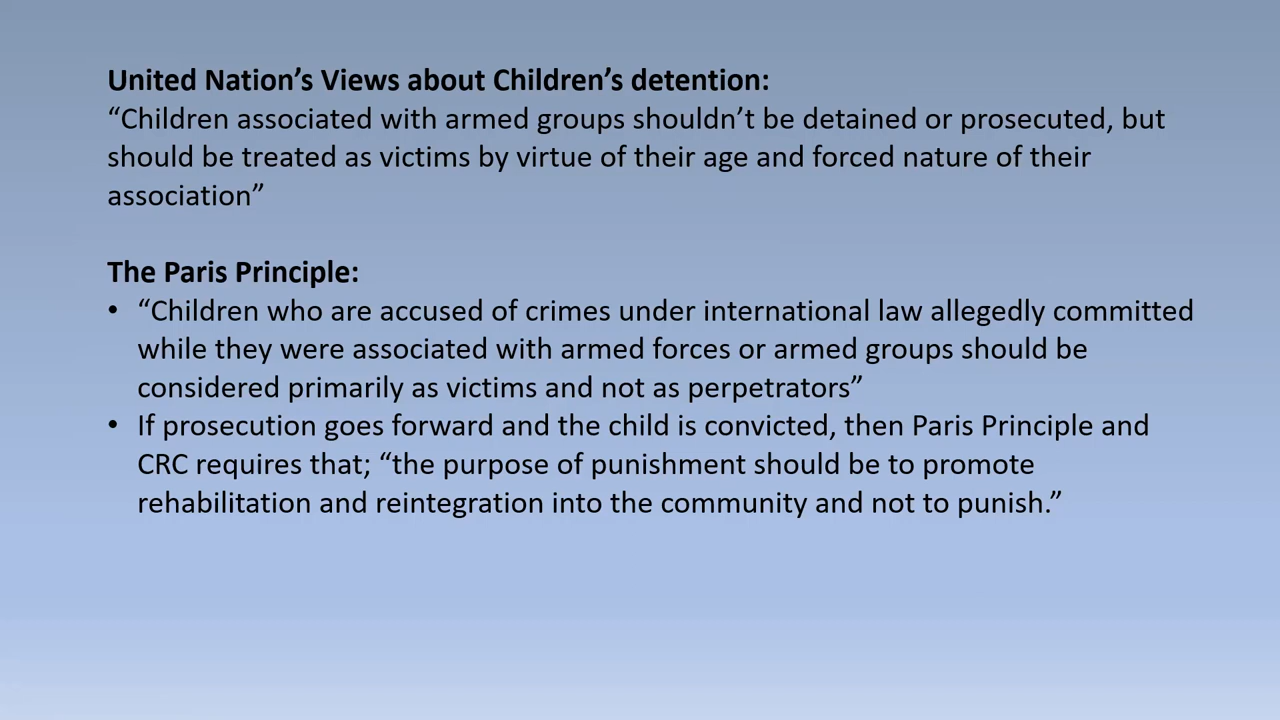 United Nation’s Views about Children’s detention:
“Children associated with armed groups shouldn’t be detained or prosecuted, but
should be treated as victims by virtue of their age and forced nature of their
association”
The Paris Principle:
• “Children who are accused of crimes under international law allegedly committed
while they were associated with armed forces or armed groups should be
considered primarily as victims and not as perpetrators”
• If prosecution goes forward and the child is convicted, then Paris Principle and
CRC requires that; “the purpose of punishment should be to promote
rehabilitation and reintegration into the community and not to punish.”